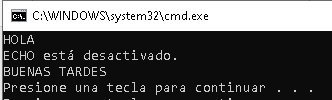 C:\WINDOWS\system32\cmd.exe
HOLA
ECHO está desactivado.
BUENAS TARDES
Presione una tecla para continuar . . .